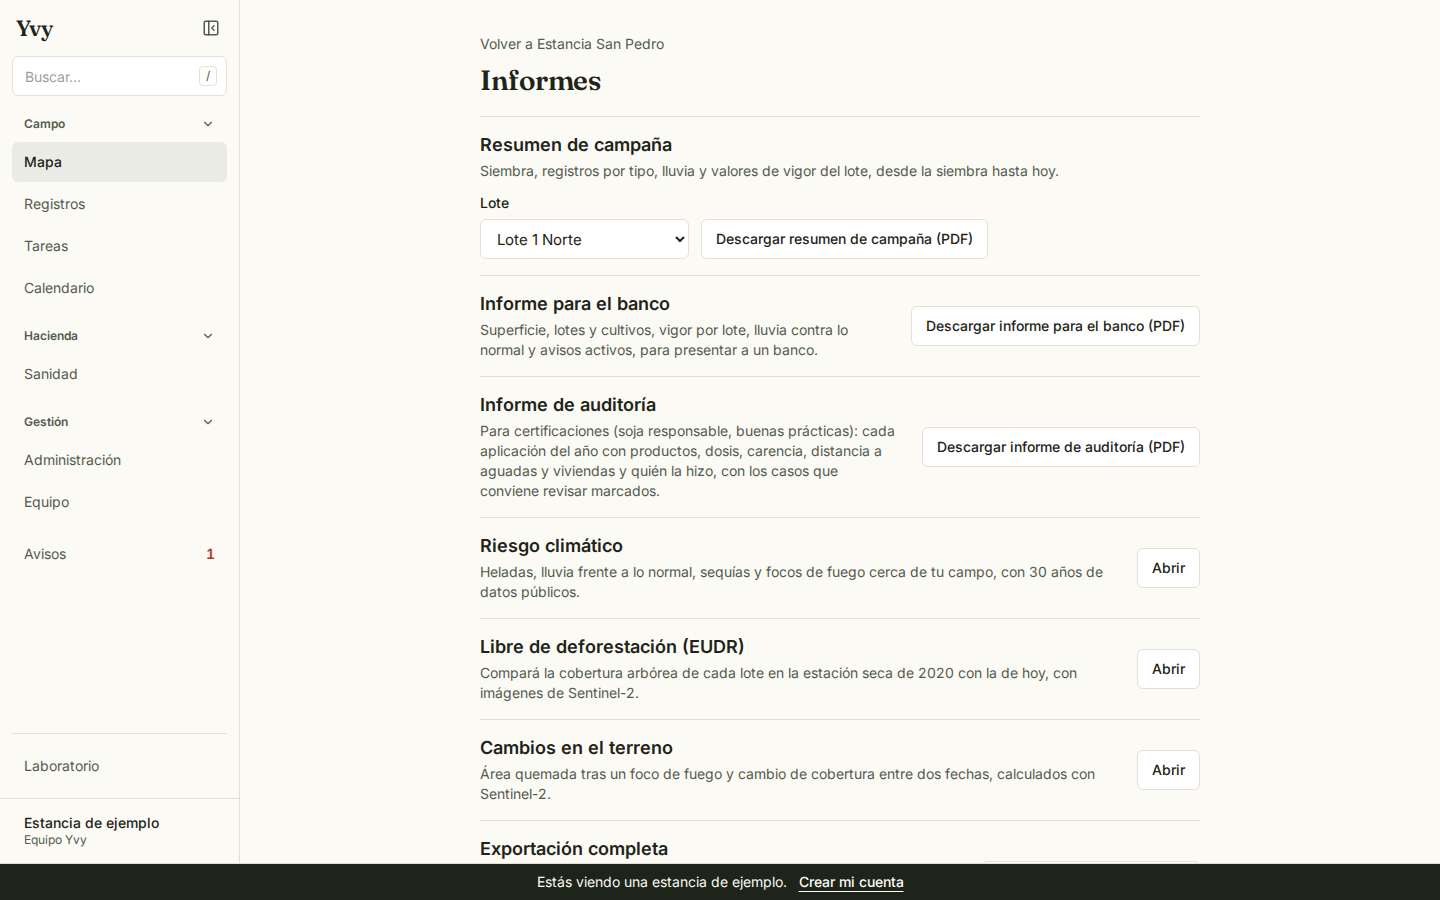 Yvy
Buscar...
/
Campo
Mapa
Registros
Tareas
Calendario
Hacienda
Sanidad
Gestión
Administración
Equipo
Avisos 1
Laboratorio
Estancia de ejemplo
Equipo Yvy
Volver a Estancia San Pedro
Informes
Resumen de campaña
Siembra, registros por tipo, lluvia y valores de vigor del lote, desde la siembra hasta hoy.
Lote
Lote 1 Norte
Descargar resumen de campaña (PDF)
Informe para el banco
Superficie, lotes y cultivos, vigor por lote, lluvia contra lo
normal y avisos activos, para presentar a un banco.
Descargar informe para el banco (PDF)
Informe de auditoría
Para certificaciones (soja responsable, buenas prácticas): cada
aplicación del año con productos, dosis, carencia, distancia a
aguadas y viviendas y quién la hizo, con los casos que
conviene revisar marcados.
Descargar informe de auditoría (PDF)
Riesgo climático
Heladas, lluvia frente a lo normal, sequías y focos de fuego cerca de tu campo, con 30 años de
datos públicos.
Abrir
Libre de deforestación (EUDR)
Compará la cobertura arbórea de cada lote en la estación seca de 2020 con la de hoy, con
imágenes de Sentinel-2.
Abrir
Cambios en el terreno
Área quemada tras un foco de fuego y cambio de cobertura entre dos fechas, calculados con
Sentinel-2.
Abrir
Exportación completa
Estás viendo una estancia de ejemplo. Crear mi cuenta